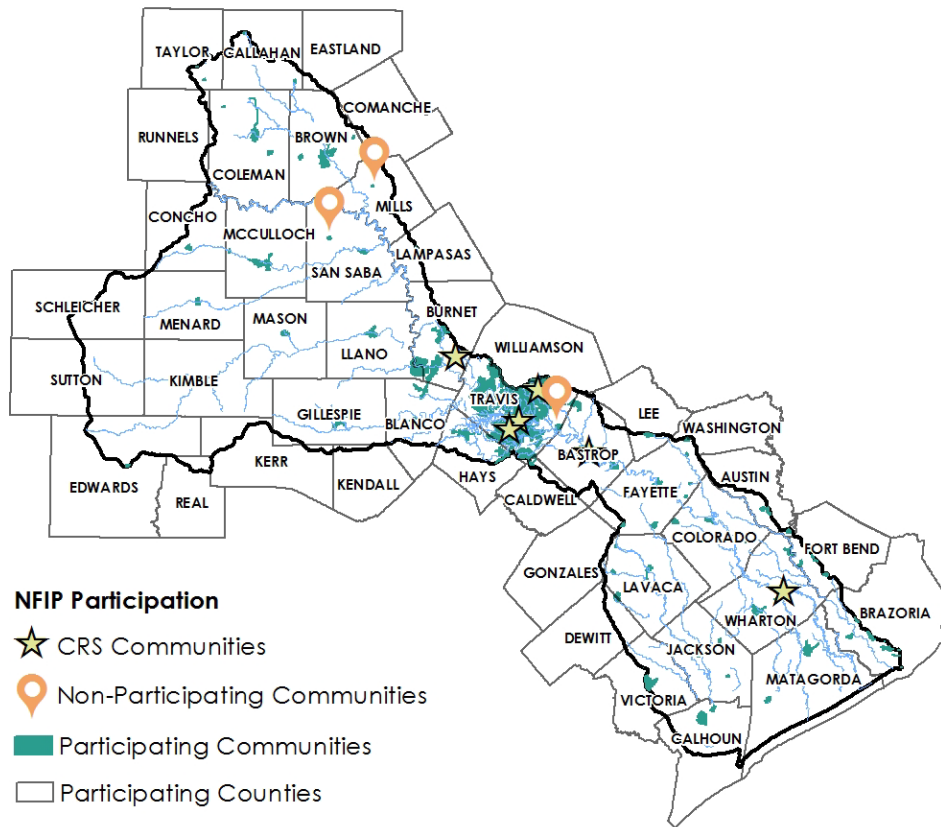 TAYLOR
CALLAHAN
EASTLAND
COMANCHE
RUNNELS
BROWN
COLEMAN
MILLS
CONCHO
MCCULLOCH
LAMPASAS
SAN SABA
SCHLEICHER
BURNET
MENARD
MASON
WILLIAMSON
LLANO
SUTTON
KIMBLE
TRAVIS
GILLESPIE
BLANCO
LEE
WASHINGTON
BASTROP
KERR
EDWARDS
REAL
KENDALL
HAYS
CALDWELL
FAYETTE
AUSTIN
COLORADO
FORT BEND
GONZALES
LAVACA
NFIP Participation
BRAZORIA
WHARTON
DEWITT
CRS Communities
JACKSON
MATAGORDA
Non-Participating Communities
VICTORIA
CALHOUN
Participating Communities
Participating Counties